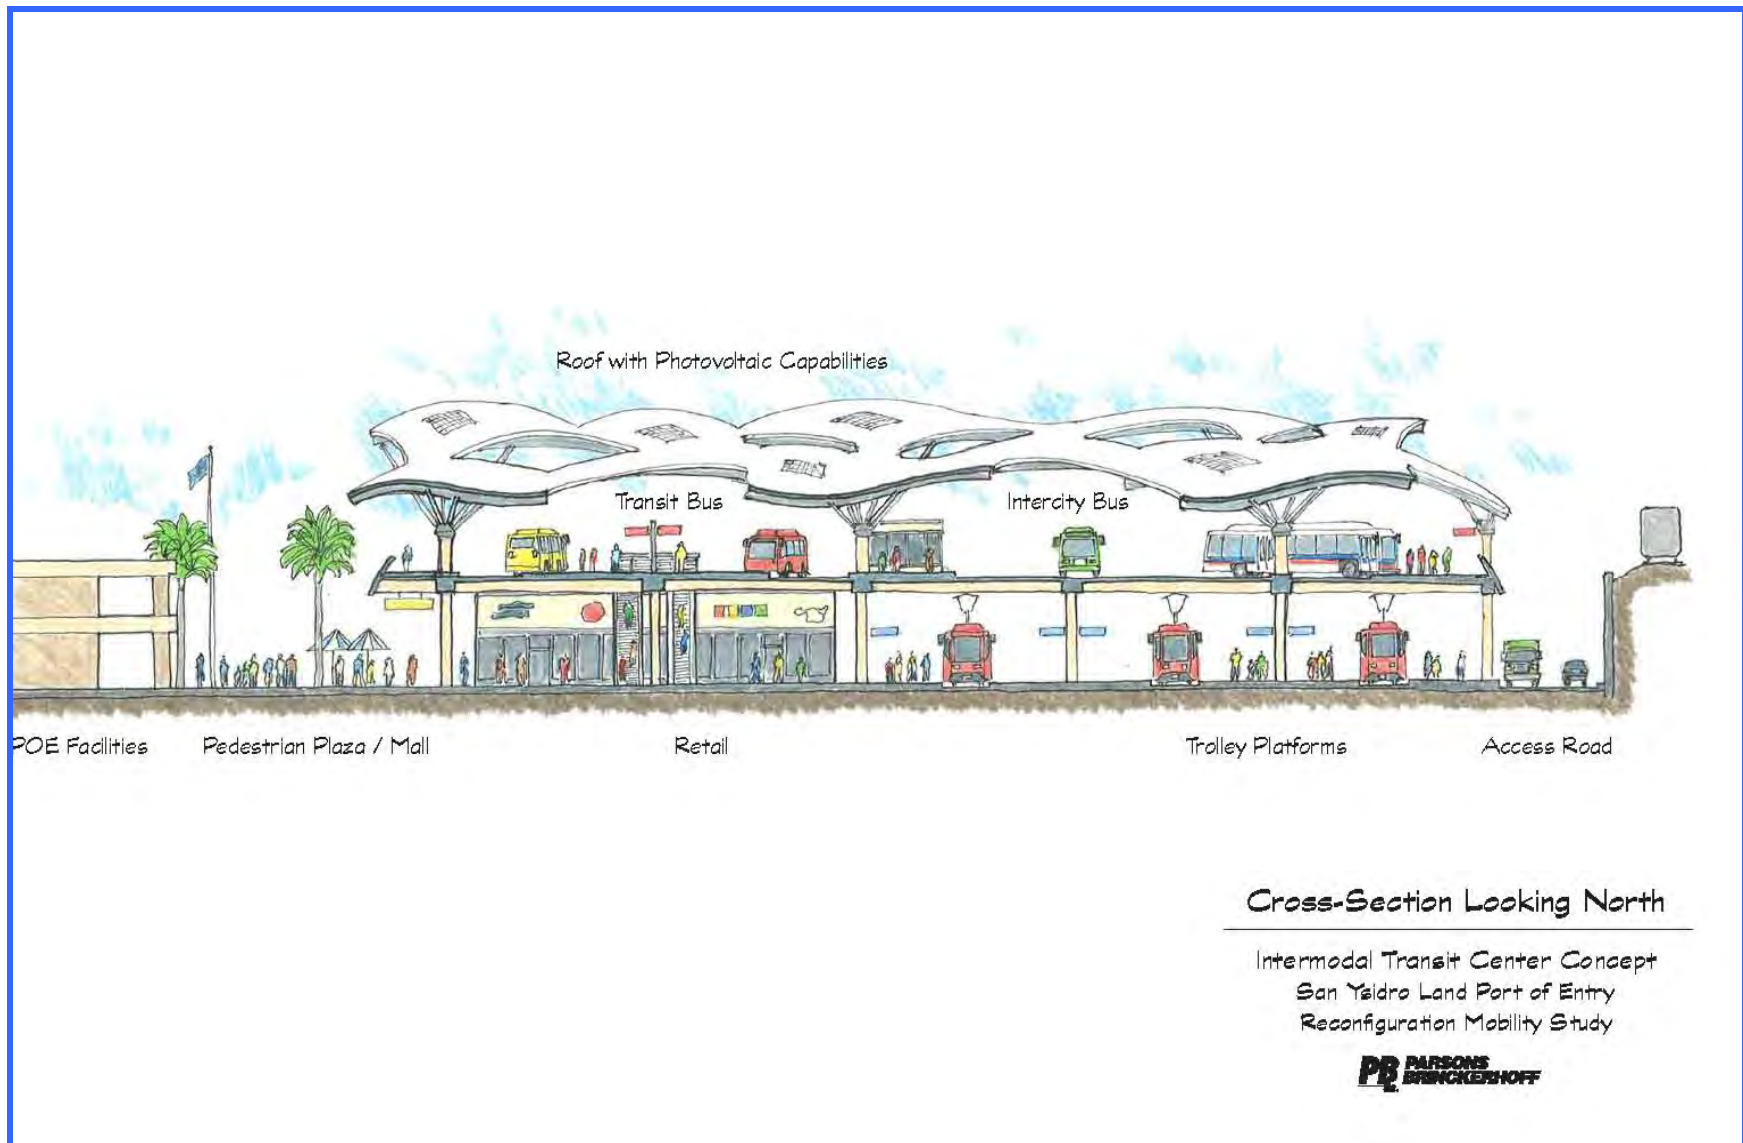 Roof with Photovoltaic Capabilities
Transit Bus
Intercity Bus
POE Facilities
Pedestrian Plaza / Mall
Retail
Trolley Platforms
Access Road
Cross-Section Looking North
Intermodal Transit Center Concept
San Ysidro Land Port of Entry
Reconfiguration Mobility Study
PB PARSONS
BRINCKERHOFF